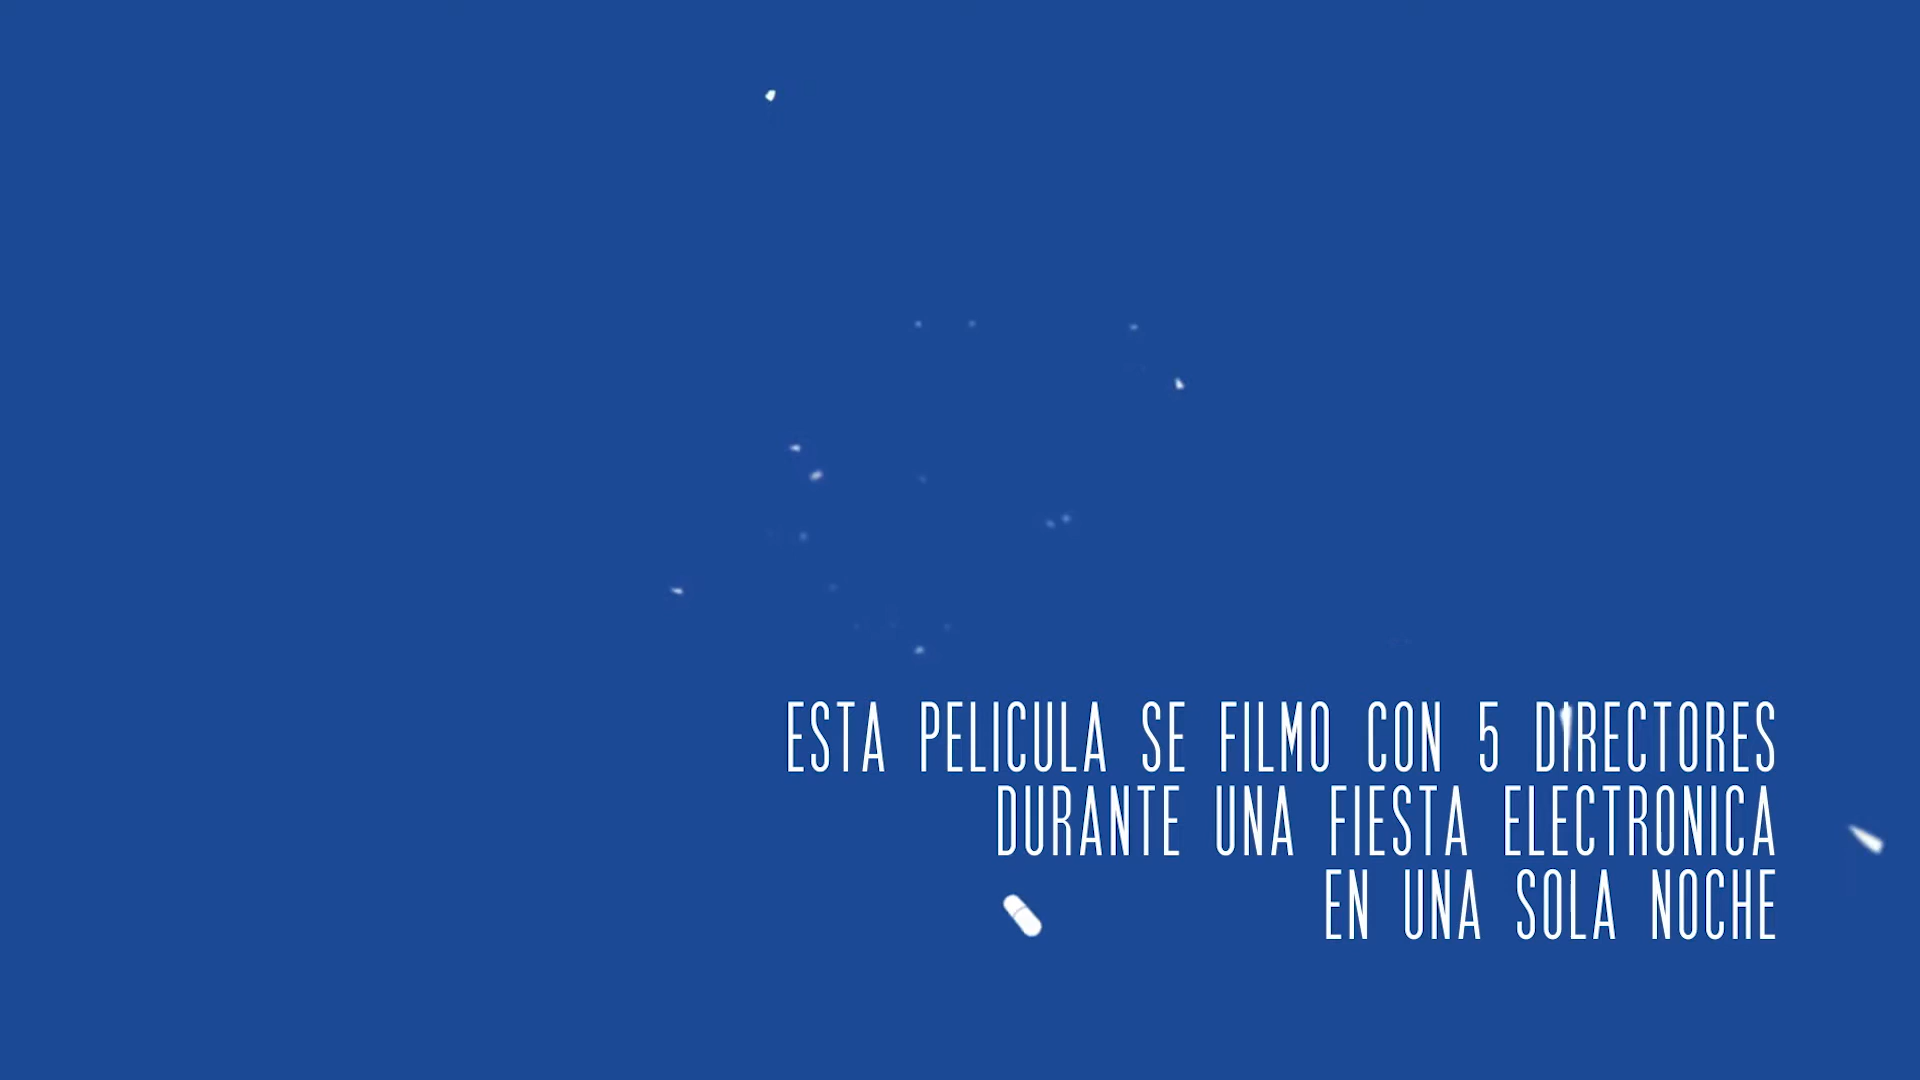 ESTA PELICULA SE FILMO CON 5 DIRECTORES
DURANTE UNA FIESTA ELECTRONICA
EN UNA SOLA NOCHE